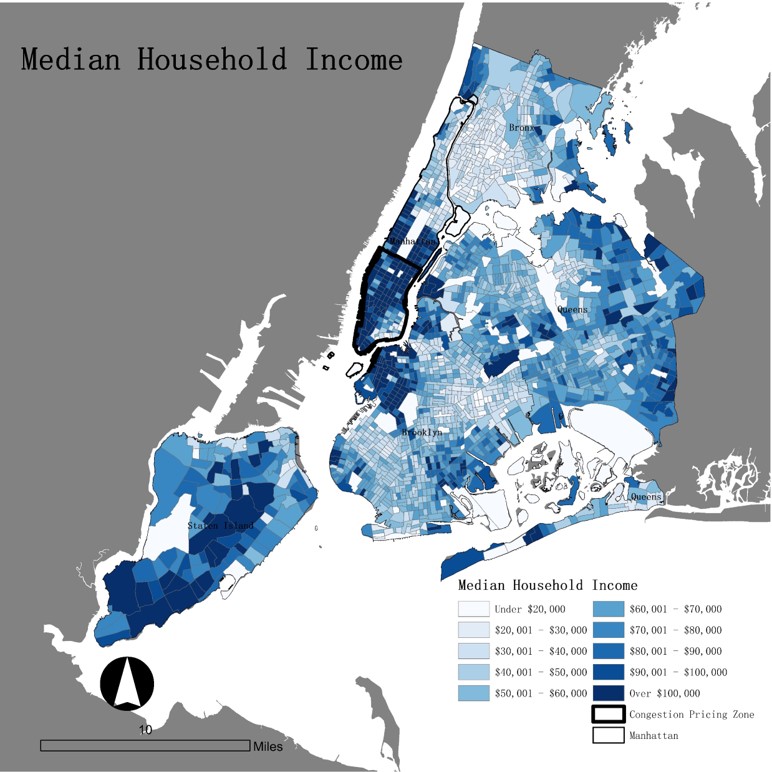 Median Household Income
Bronx
Manhattan
Queens
Brooklyn
Queens
Staten Island
Median Household Income
Under $20,000
$20,001 - $30,000
$30,001 - $40,000
$40,001 - $50,000
$50,001 - $60,000
$60,001 - $70,000
$70,001 - $80,000
$80,001 - $90,000
$90,001 - $100,000
Over $100,000
Congestion Pricing Zone
Manhattan
10
Miles